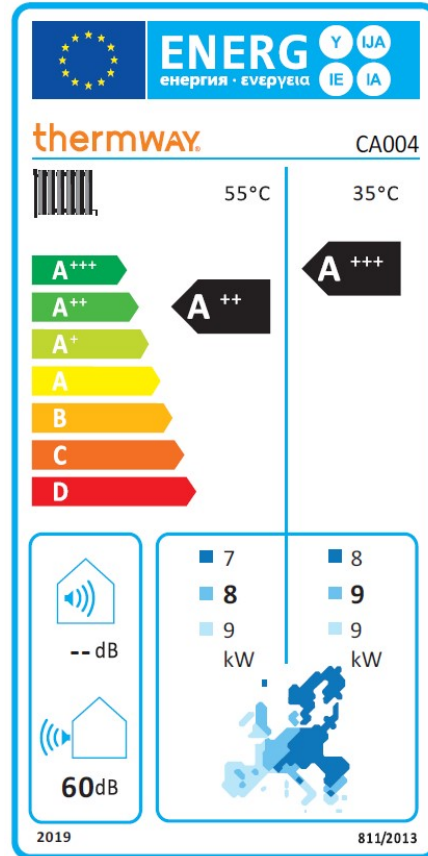 ENERG Y IJA
енергия · ενεργεια IE IA
thermway®
CA004
55°C 35°C
A+++
A++
A+
A
B
C
D
A ++
A +++
-- dB
60dB
7
8
9
kW
8
9
9
kW
2019
811/2013